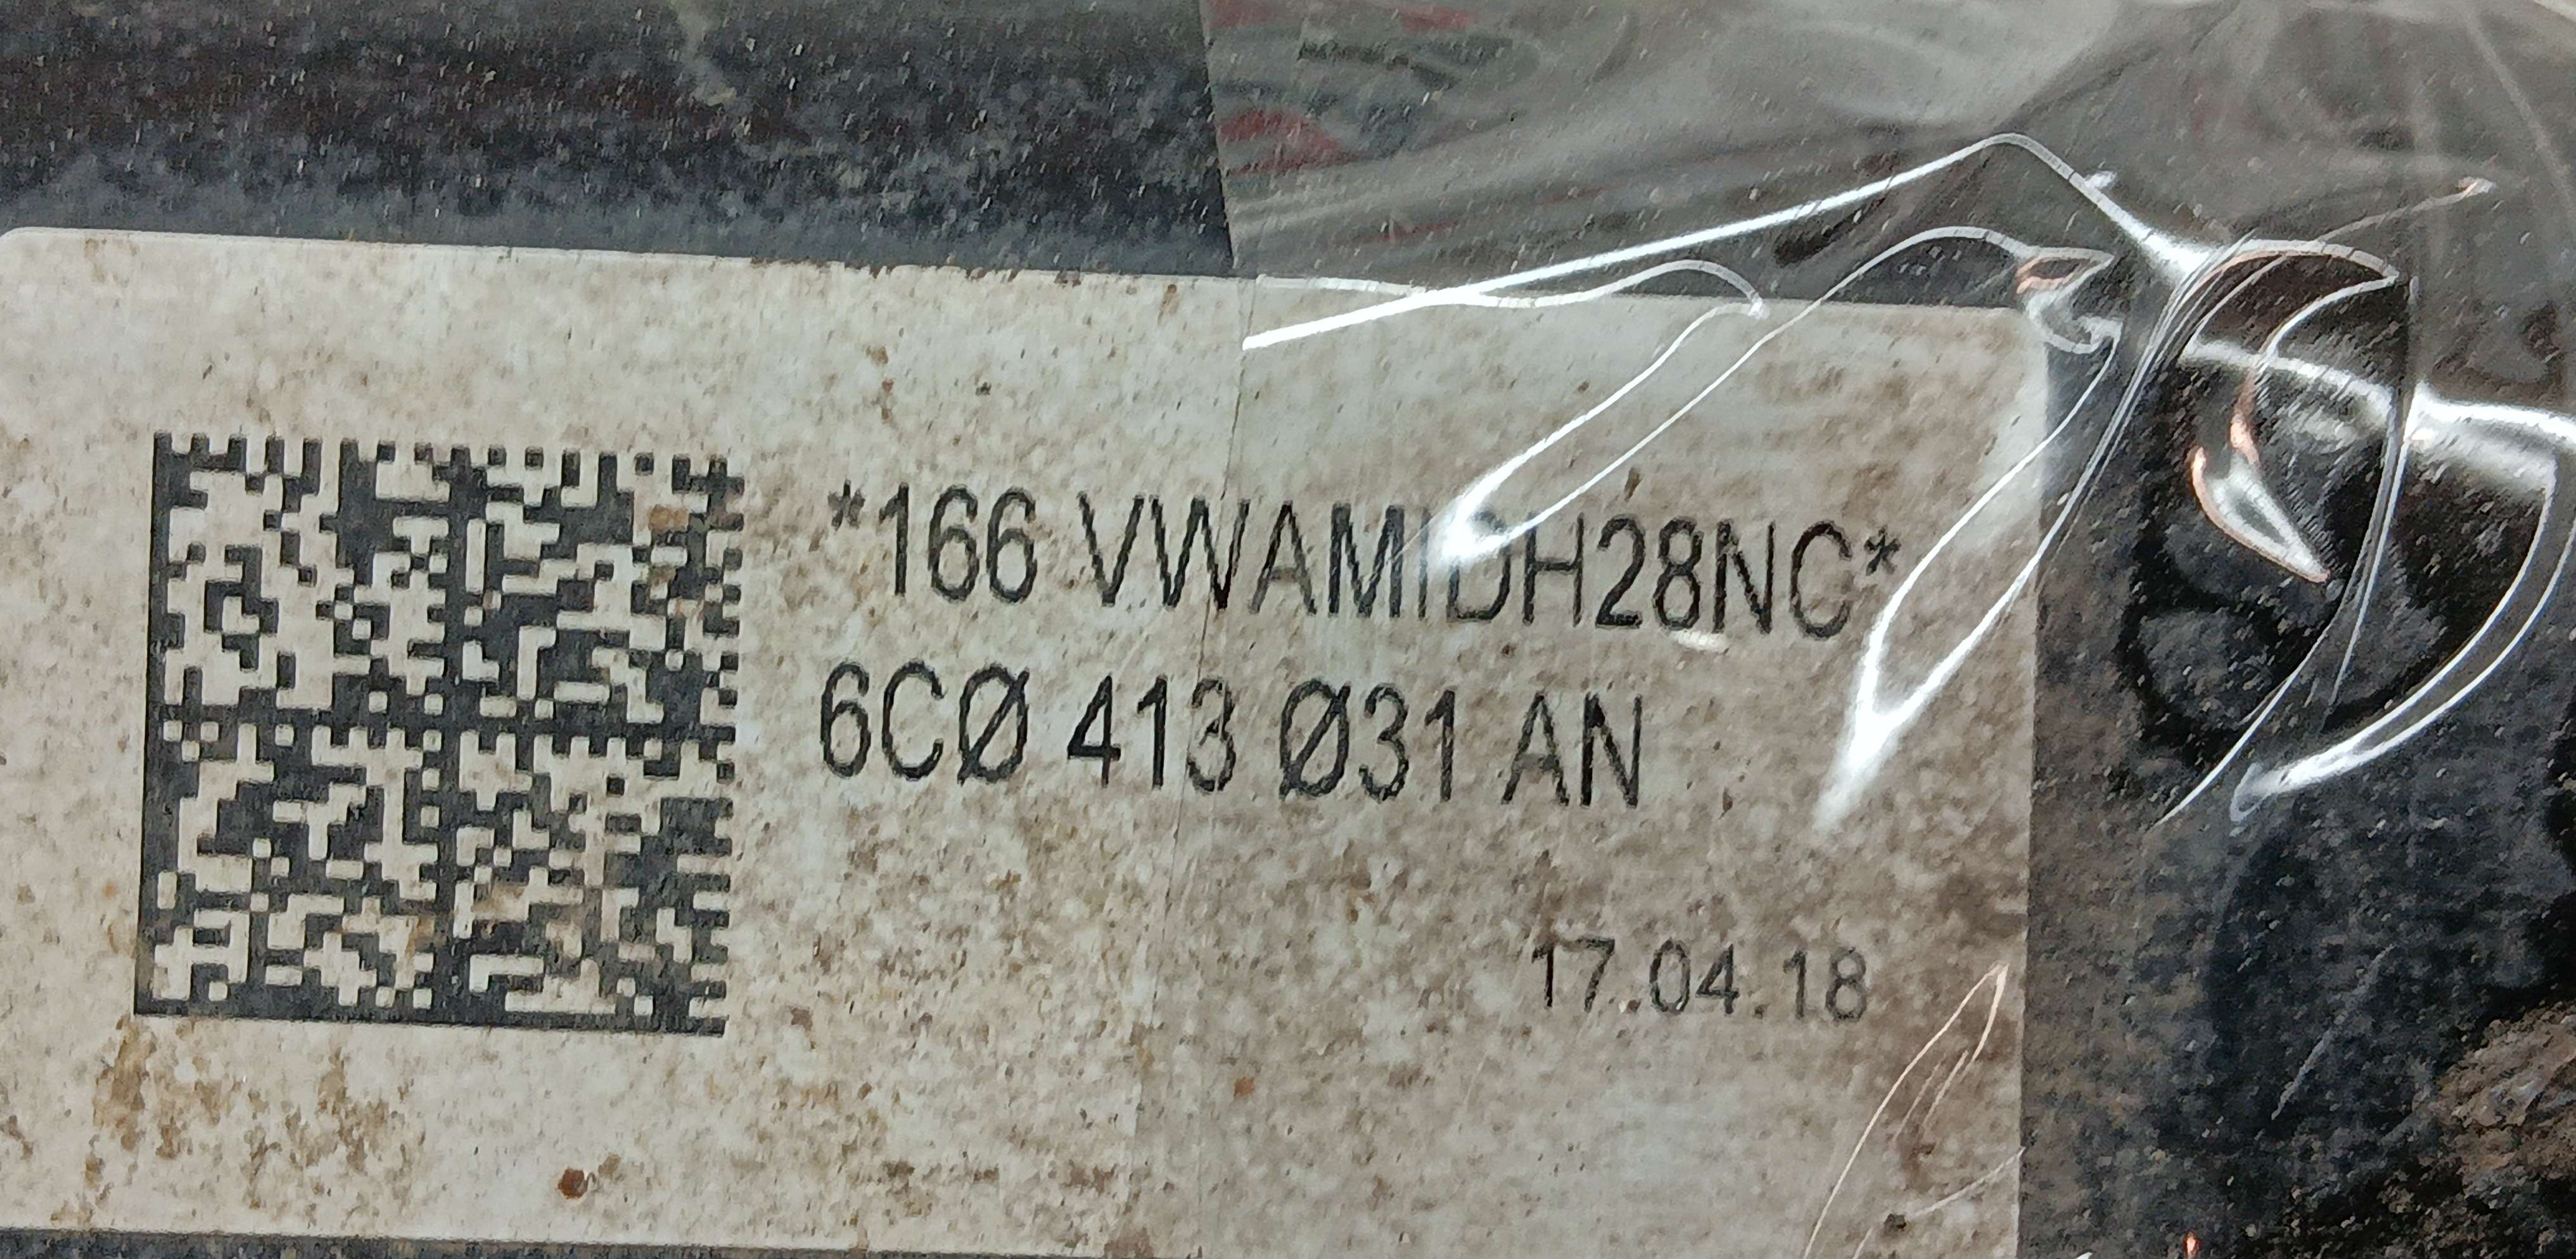 *166 VWAMIDH28NC*
6CØ 413 Ø31 AN
17.04.18